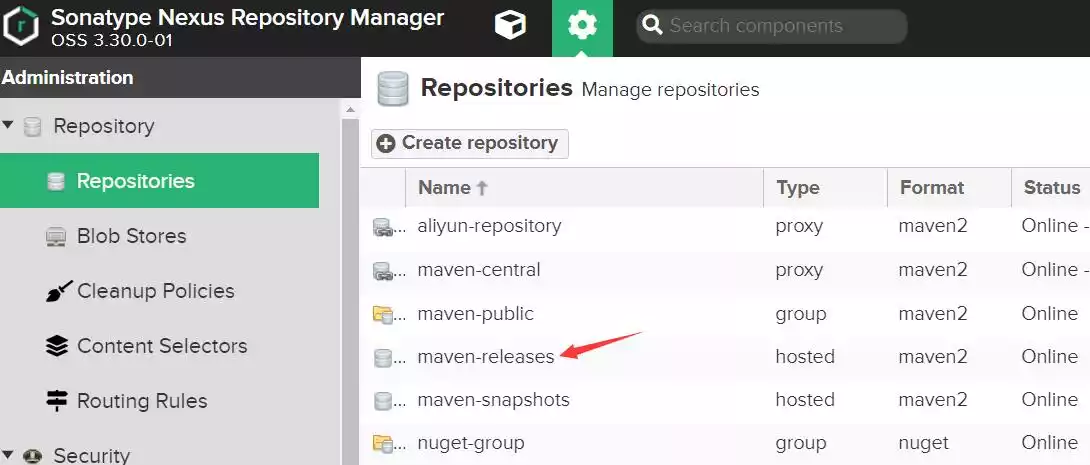 Sonatype Nexus Repository Manager
OSS 3.30.0-01
Search components
Administration
Repository
Repositories
Blob Stores
Cleanup Policies
Content Selectors
Routing Rules
Security
Repositories Manage repositories
Create repository
Name Type Format Status
... aliyun-repository proxy maven2 Online -
... maven-central proxy maven2 Online -
... maven-public group maven2 Online
... maven-releases hosted maven2 Online
... maven-snapshots hosted maven2 Online
... nuget-group group nuget Online